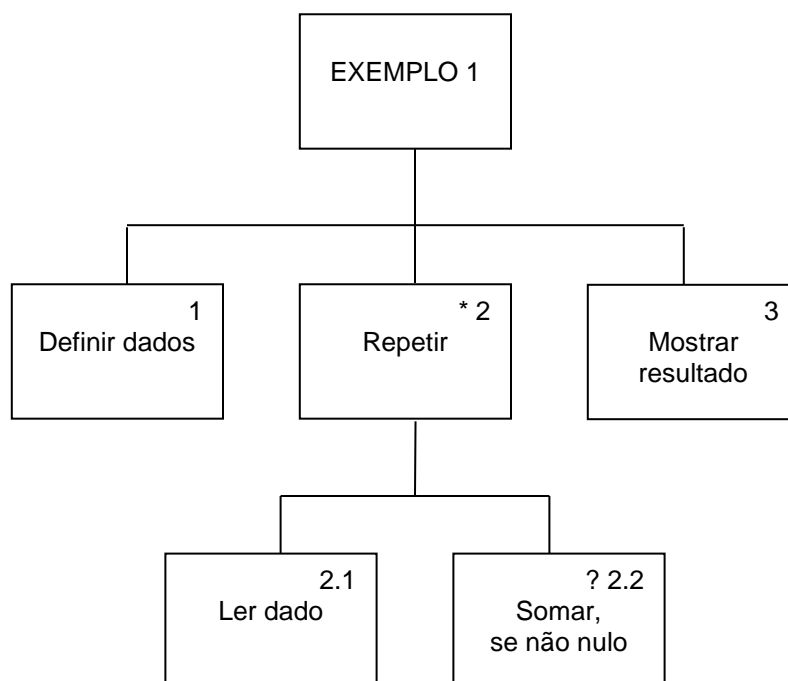 EXEMPLO 1
1
Definir dados
* 2
Repetir
3
Mostrar
resultado
2.1
Ler dado
? 2.2
Somar,
se não nulo